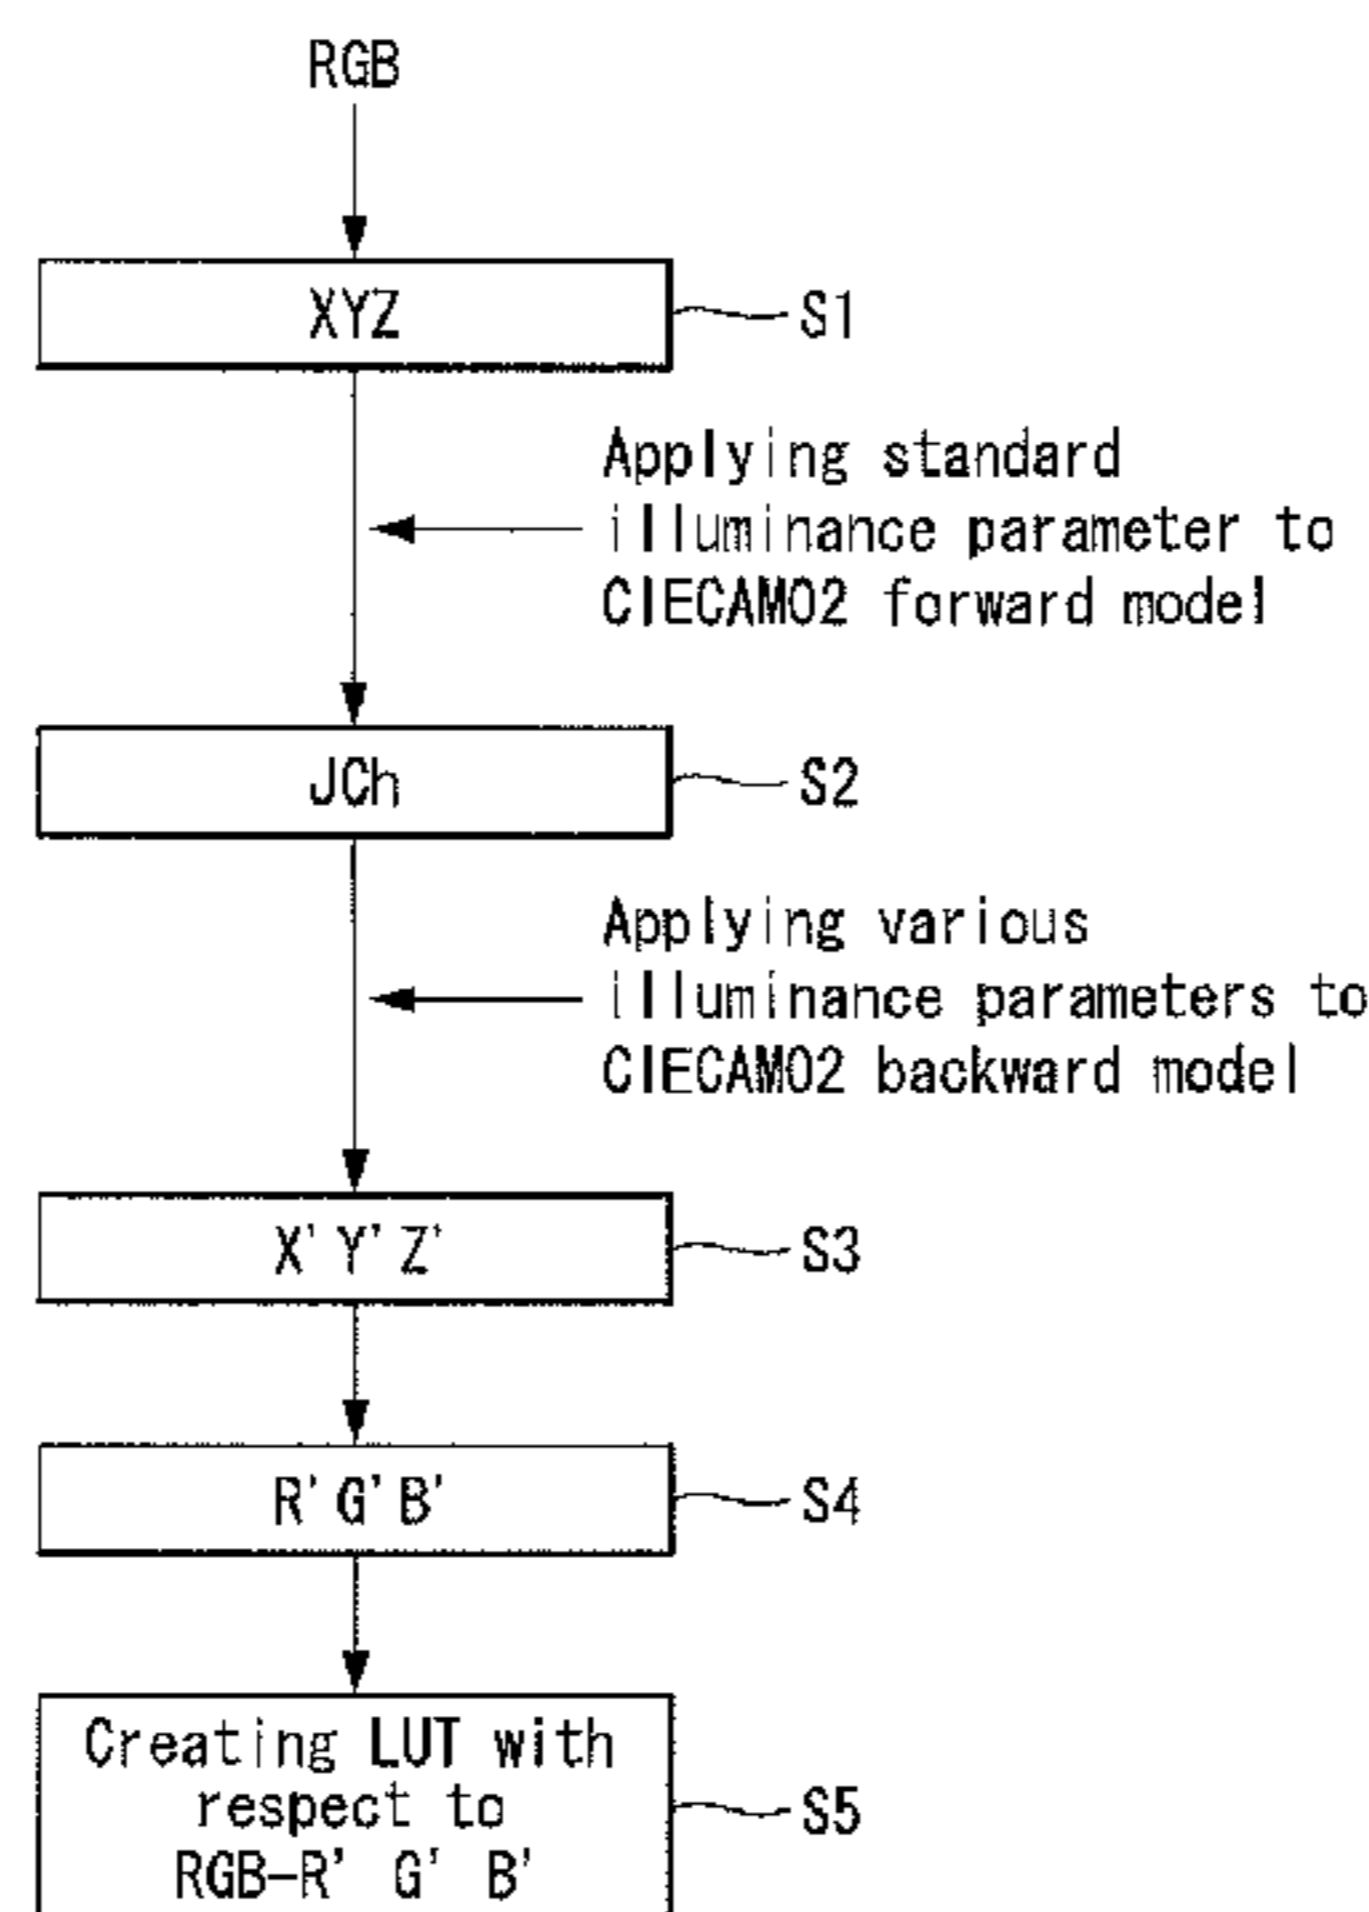 RGB
XYZ
S1
Applying standard
illuminance parameter to
CIECAM02 forward model
JCh
S2
Applying various
illuminance parameters to
CIECAM02 backward model
X' Y' Z'
S3
R' G' B'
S4
Creating LUT with
respect to
RGB-R' G' B'
S5